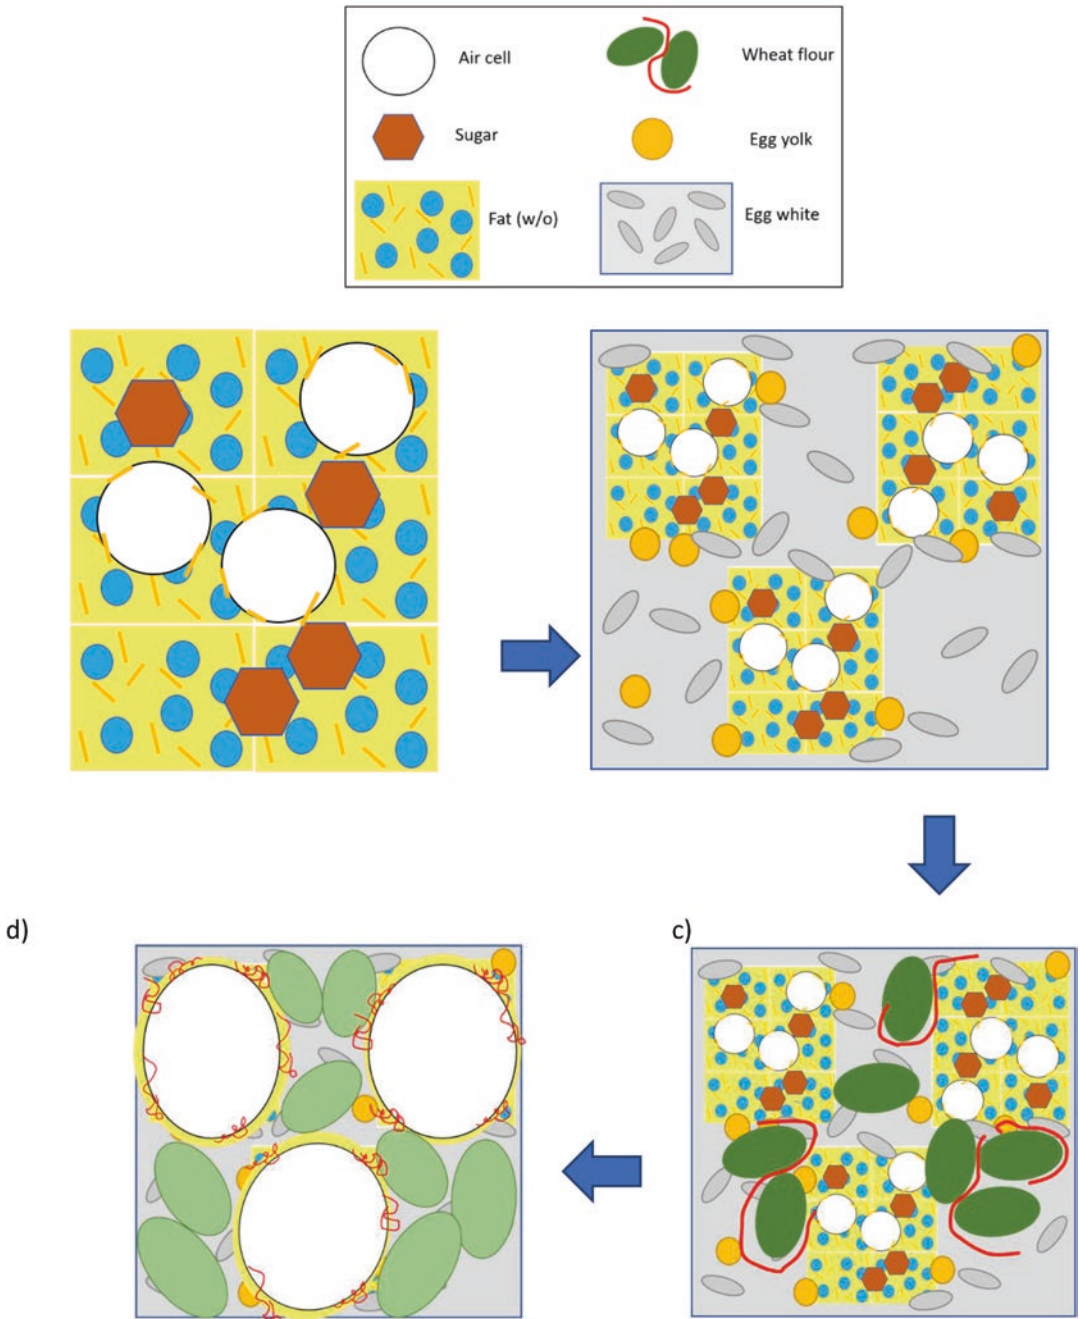 Air cell
Wheat flour
Sugar
Egg yolk
Fat (w/o)
Egg white
d)
c)